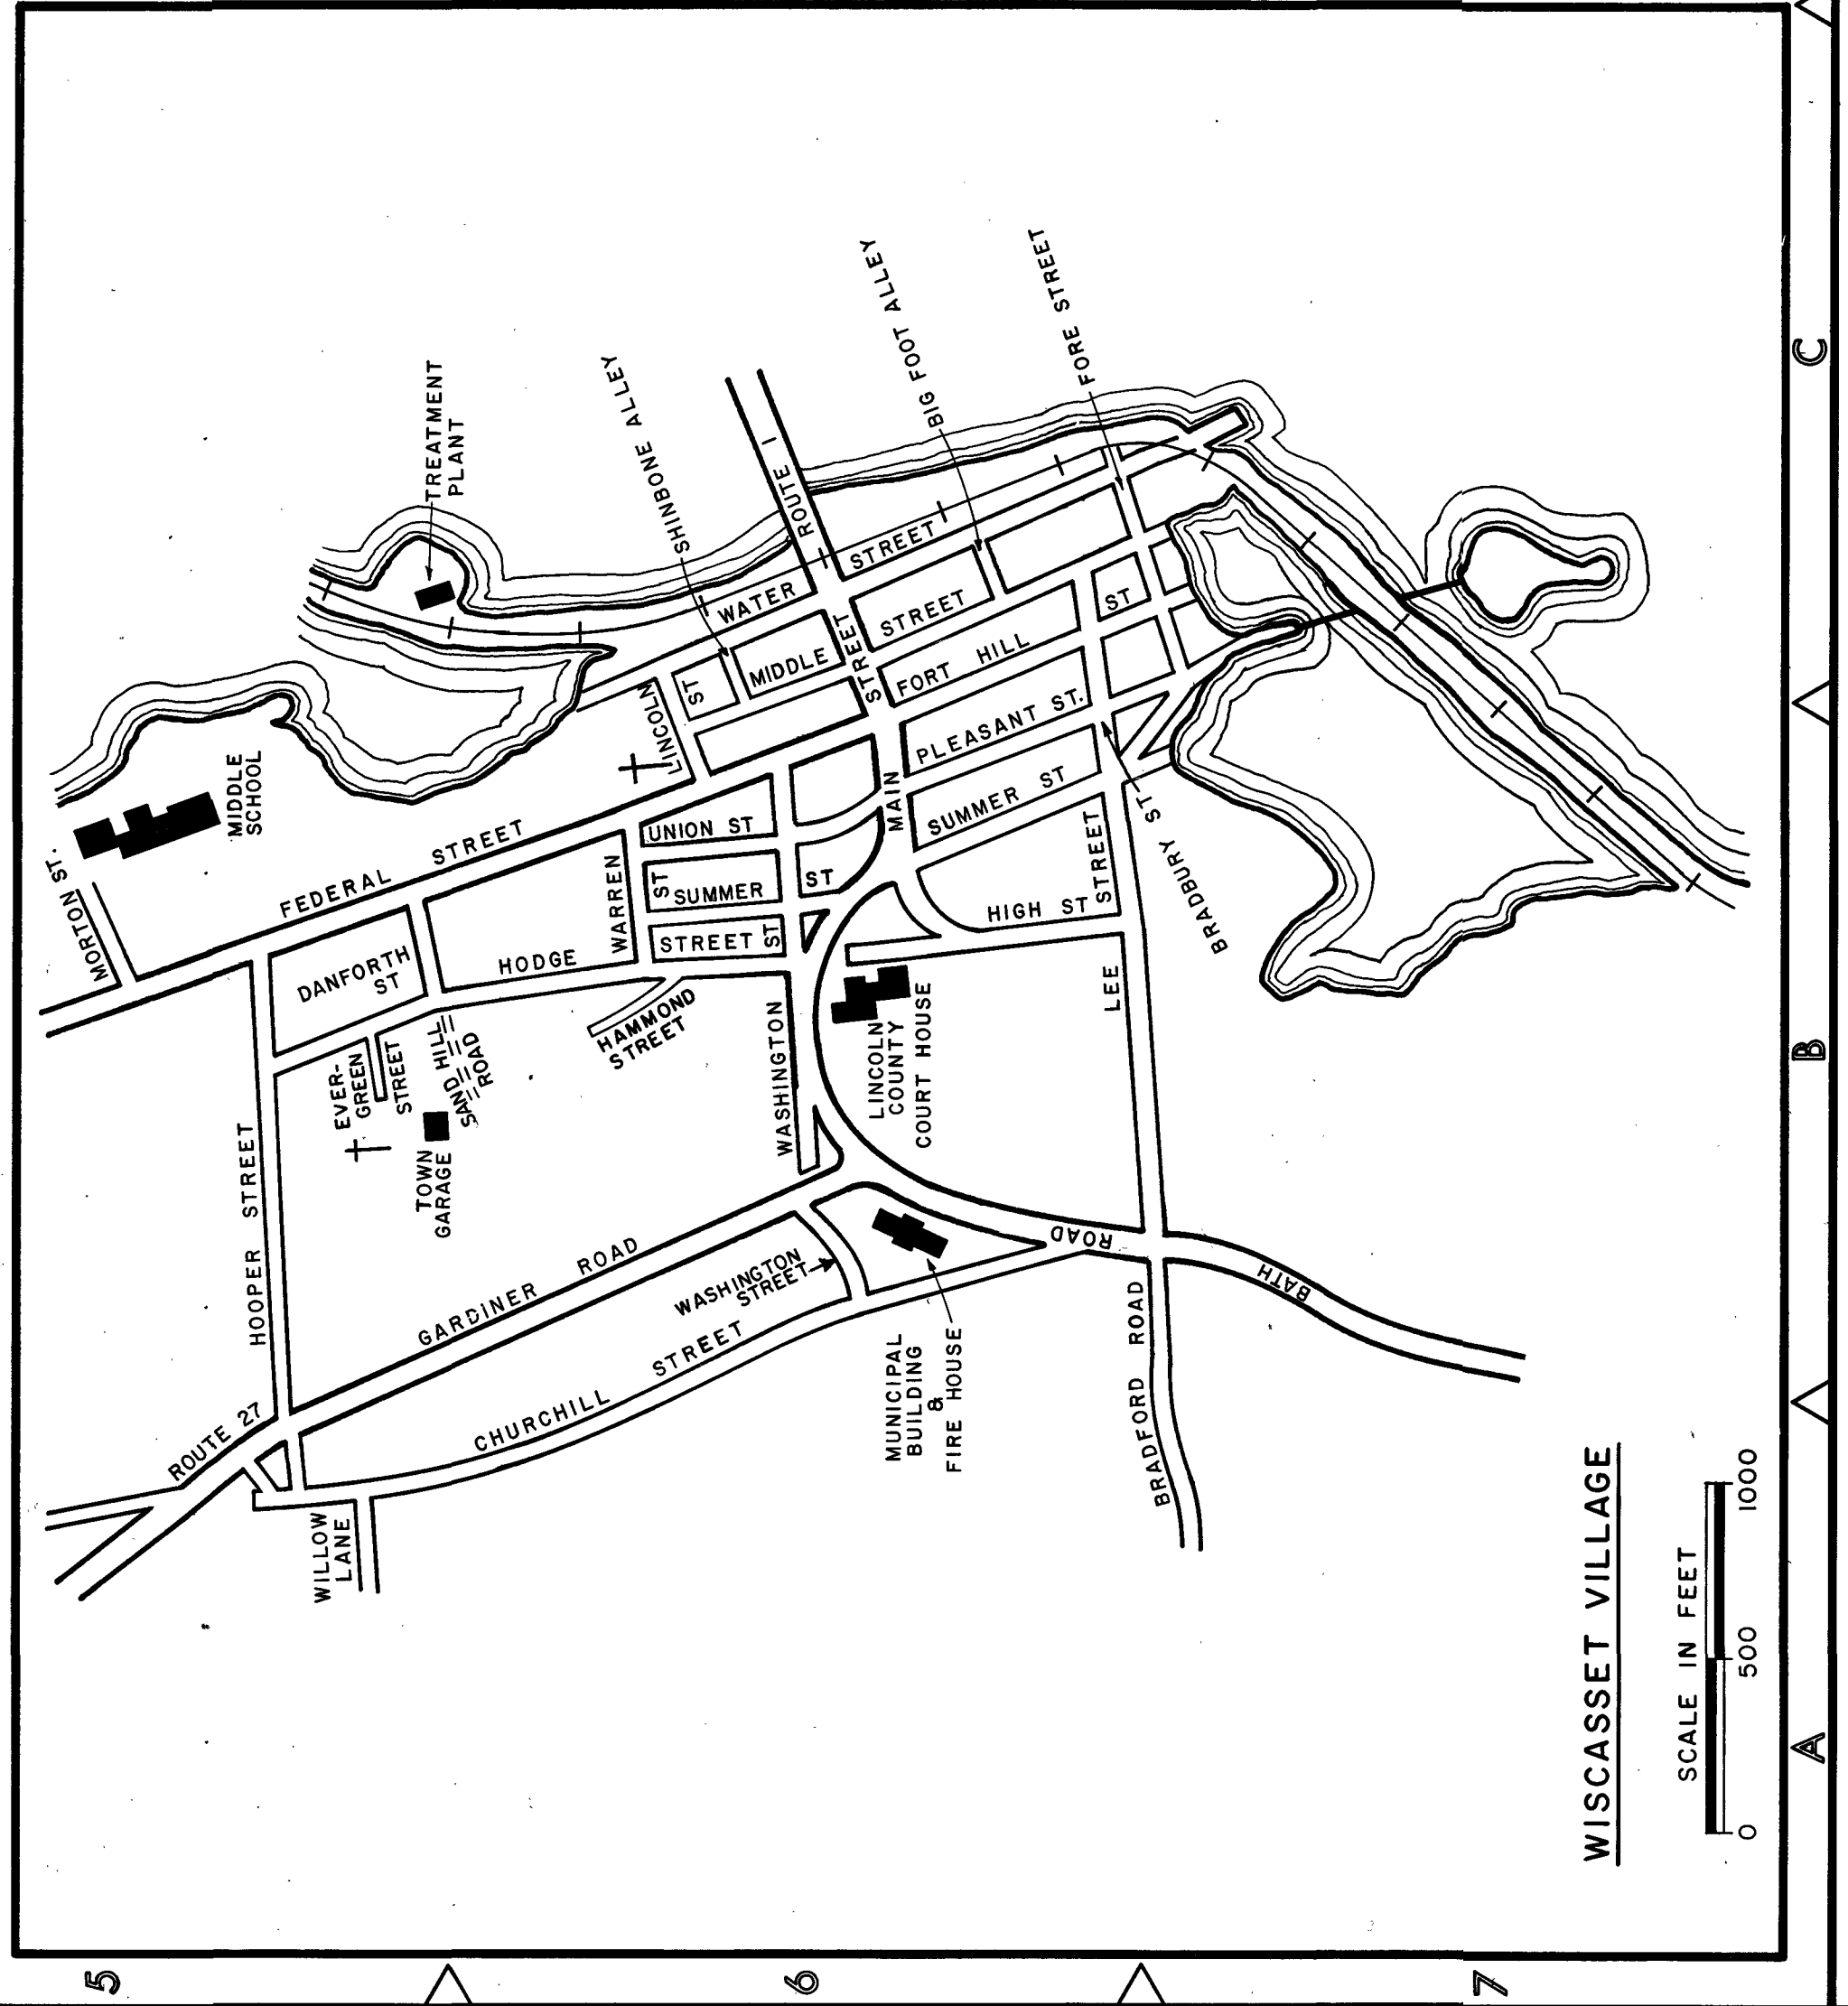 MORTON ST.
MIDDLE
SCHOOL
TREATMENT
PLANT
FEDERAL STREET
DANFORTH
ST
HODGE
STREET
EVER-
GREEN
STREET
SAND HILL
ROAD
TOWN
GARAGE
HOOPER STREET
ROUTE 27
GARDINER ROAD
WILLOW
LANE
CHURCHILL STREET
WASHINGTON
STREET
HAMMOND
STREET
WARREN ST
UNION ST
SUMMER ST
WASHINGTON ST
LINCOLN ST
SHINBONE ALLEY
WATER STREET
ROUTE 1
MIDDLE STREET
BIG FOOT ALLEY
FORE STREET
MAIN STREET
FORT HILL ST
PLEASANT ST.
SUMMER ST
HIGH ST
LEE STREET
BRADBURY ST.
LINCOLN
COUNTY
COURT HOUSE
MUNICIPAL
BUILDING
&
FIRE HOUSE
BATH ROAD
BRADFORD ROAD
WISCASSET VILLAGE
SCALE IN FEET
0 500 1000
5
6
7
A
B
C